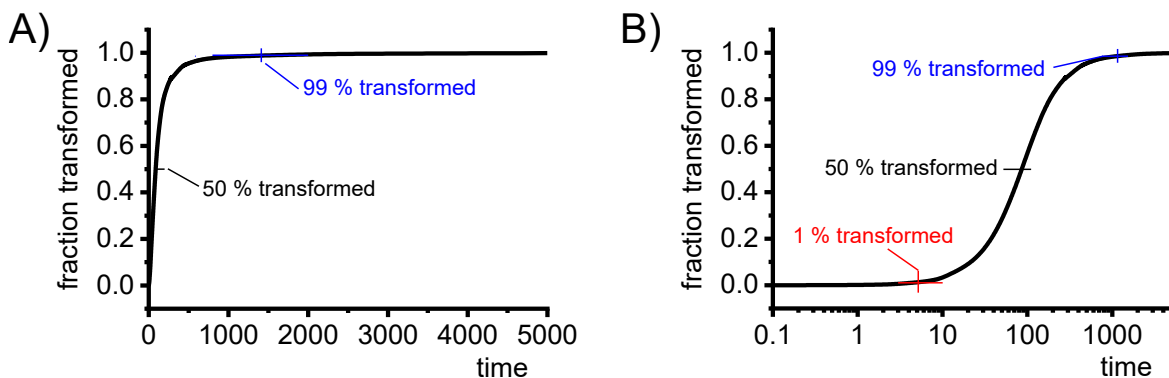 A)
fraction transformed
1.0
0.8
0.6
0.4
0.2
0.0
99 % transformed
50 % transformed
0
1000
2000
3000
4000
5000
time
B)
fraction transformed
1.0
0.8
0.6
0.4
0.2
0.0
99 % transformed
50 % transformed
1 % transformed
0.1
1
10
100
1000
time